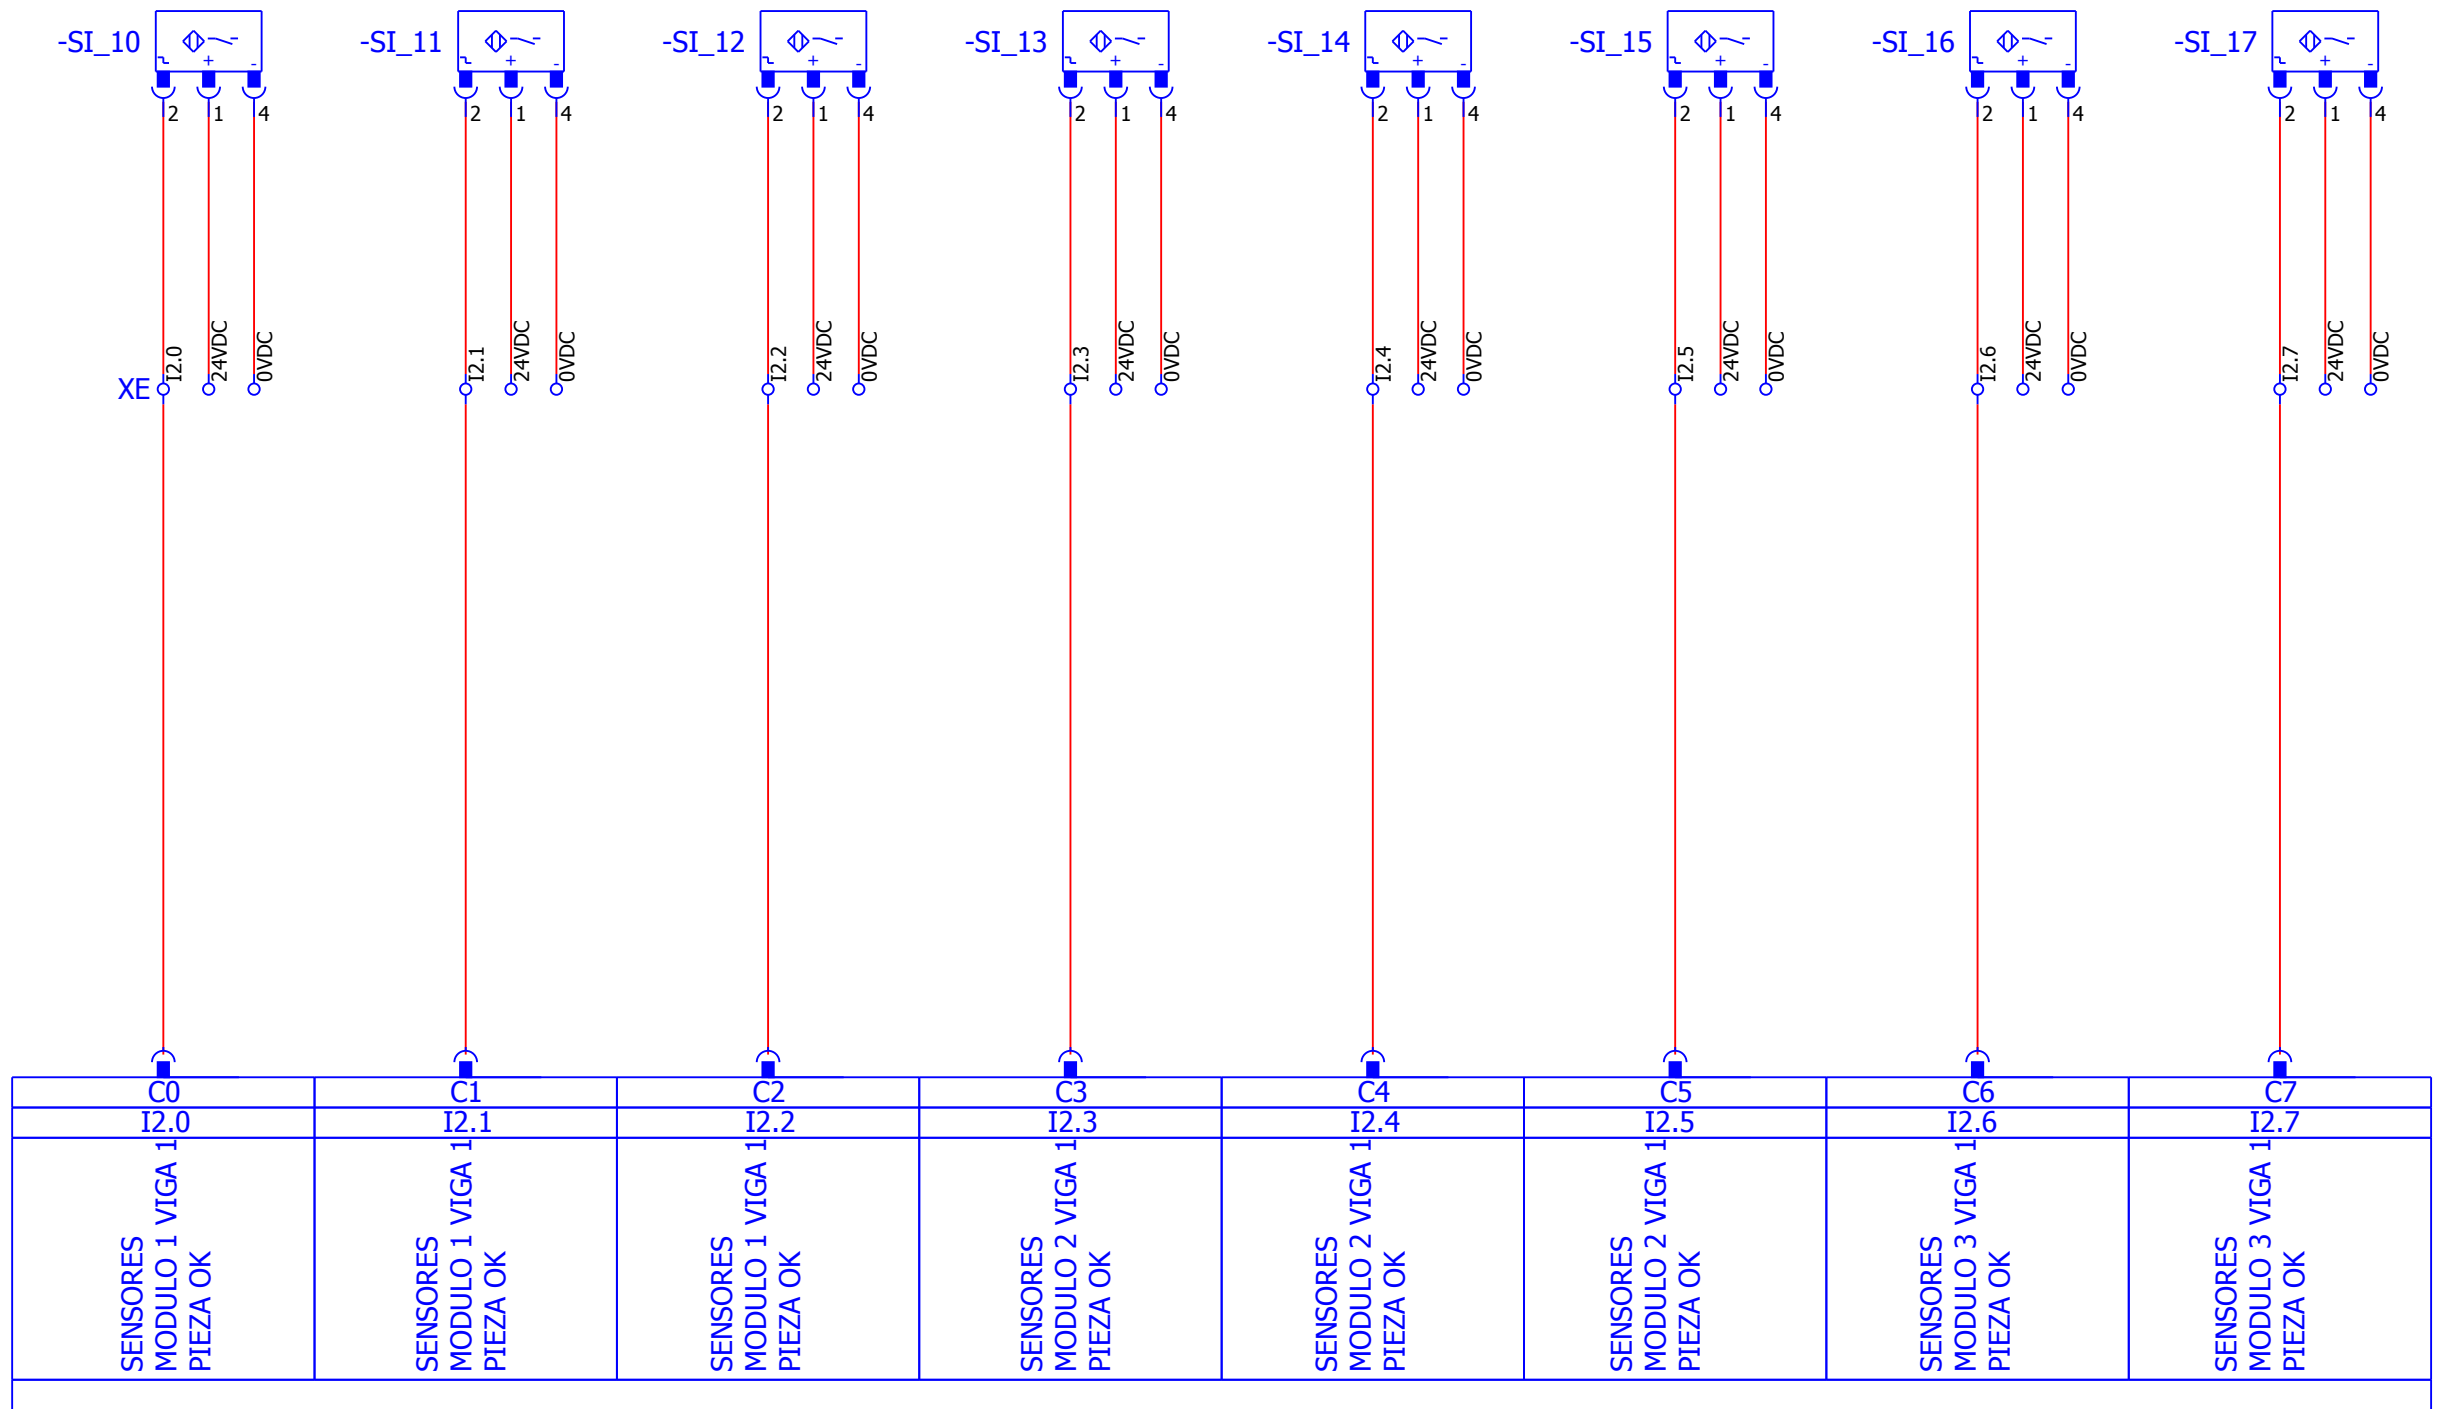 -SI_10 -SI_11 -SI_12 -SI_13 -SI_14 -SI_15 -SI_16 -SI_17
+ - + - + - + - + - + - + - + -
2 1 4 2 1 4 2 1 4 2 1 4 2 1 4 2 1 4 2 1 4 2 1 4
I2.0 24VDC 0VDC I2.1 24VDC 0VDC I2.2 24VDC 0VDC I2.3 24VDC 0VDC I2.4 24VDC 0VDC I2.5 24VDC 0VDC I2.6 24VDC 0VDC I2.7 24VDC 0VDC
XE
C0 C1 C2 C3 C4 C5 C6 C7
I2.0 I2.1 I2.2 I2.3 I2.4 I2.5 I2.6 I2.7
SENSORES
MODULO 1 VIGA 1
PIEZA OK
SENSORES
MODULO 1 VIGA 1
PIEZA OK
SENSORES
MODULO 1 VIGA 1
PIEZA OK
SENSORES
MODULO 2 VIGA 1
PIEZA OK
SENSORES
MODULO 2 VIGA 1
PIEZA OK
SENSORES
MODULO 2 VIGA 1
PIEZA OK
SENSORES
MODULO 3 VIGA 1
PIEZA OK
SENSORES
MODULO 3 VIGA 1
PIEZA OK